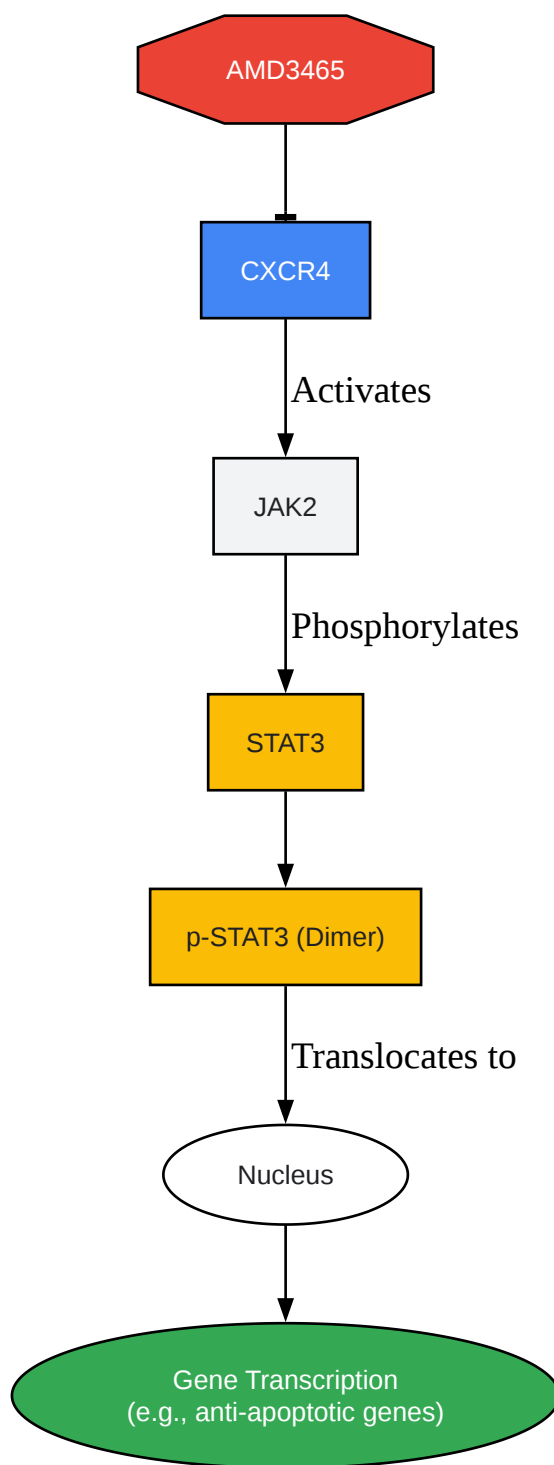 AMD3465
CXCR4
Activates
JAK2
Phosphorylates
STAT3
p-STAT3 (Dimer)
Translocates to
Nucleus
Gene Transcription
(e.g., anti-apoptotic genes)